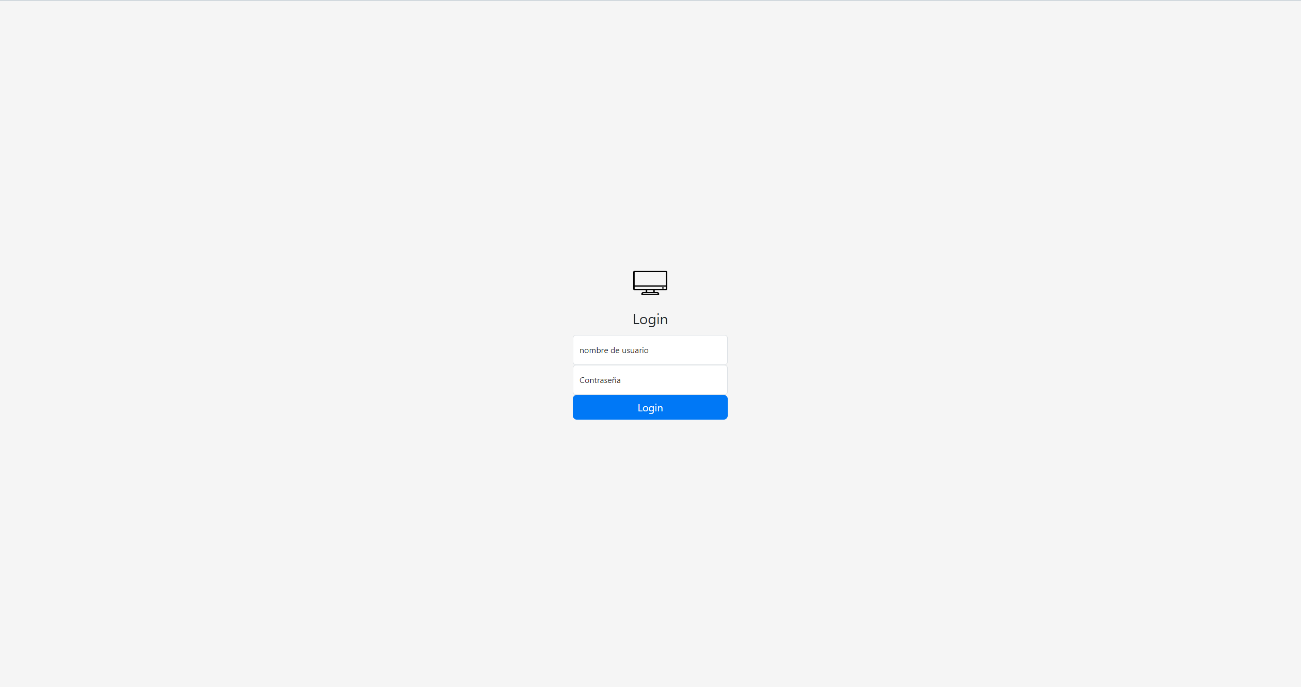 Login
nombre de usuario
Contraseña
Login